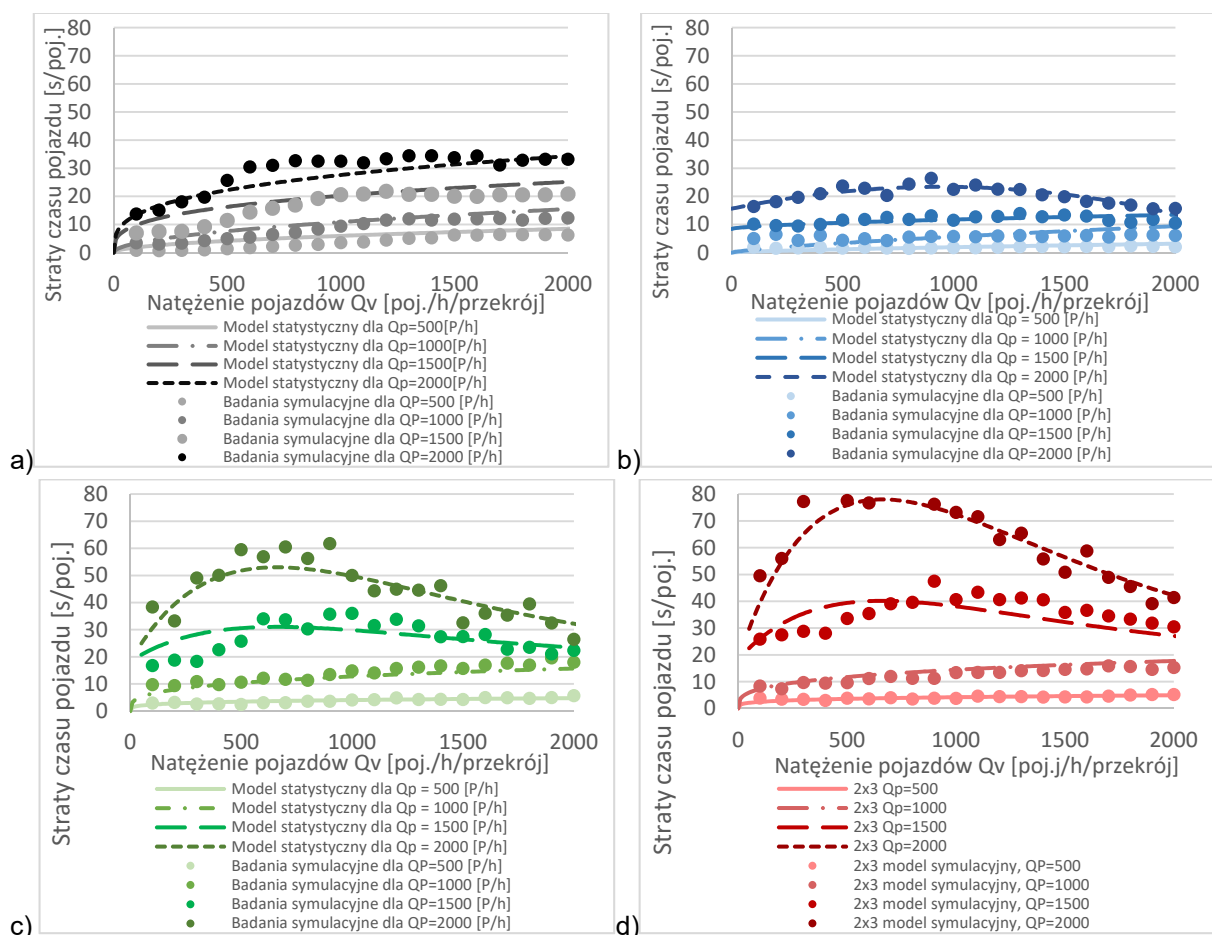 Straty czasu pojazdu [s/poj.]
80
70
60
50
40
30
20
10
0
0 500 1000 1500 2000
Natężenie pojazdów Qv [poj./h/przekrój]
Model statystyczny dla Qp=500[P/h]
Model statystyczny dla Qp=1000[P/h]
Model statystyczny dla Qp=1500[P/h]
Model statystyczny dla Qp=2000[P/h]
Badania symulacyjne dla QP=500 [P/h]
Badania symulacyjne dla QP=1000 [P/h]
Badania symulacyjne dla QP=1500 [P/h]
Badania symulacyjne dla QP=2000 [P/h]
a)
Straty czasu pojazdu [s/poj.]
80
70
60
50
40
30
20
10
0
0 500 1000 1500 2000
Natężenie pojazdów Qv [poj./h/przekrój]
Model statystyczny dla Qp = 500 [P/h]
Model statystyczny dla Qp = 1000 [P/h]
Model statystyczny dla Qp = 1500 [P/h]
Model statystyczny dla Qp = 2000 [P/h]
Badania symulacyjne dla QP=500 [P/h]
Badania symulacyjne dla QP=1000 [P/h]
Badania symulacyjne dla QP=1500 [P/h]
Badania symulacyjne dla QP=2000 [P/h]
b)
Straty czasu pojazdu [s/poj.]
80
70
60
50
40
30
20
10
0
0 500 1000 1500 2000
Natężenie pojazdów Qv [poj./h/przekrój]
Model statystyczny dla Qp = 500 [P/h]
Model statystyczny dla Qp = 1000 [P/h]
Model statystyczny dla Qp = 1500 [P/h]
Model statystyczny dla Qp = 2000 [P/h]
Badania symulacyjne dla QP=500 [P/h]
Badania symulacyjne dla QP=1000 [P/h]
Badania symulacyjne dla QP=1500 [P/h]
Badania symulacyjne dla QP=2000 [P/h]
c)
Straty czasu pojazdu [s/poj.]
80
70
60
50
40
30
20
10
0
0 500 1000 1500 2000
Natężenie pojazdów Qv [poj.j/h/przekrój]
2x3 Qp=500
2x3 Qp=1000
2x3 Qp=1500
2x3 Qp=2000
2x3 model symulacyjny, QP=500
2x3 model symulacyjny, QP=1000
2x3 model symulacyjny, QP=1500
2x3 model symulacyjny, QP=2000
d)